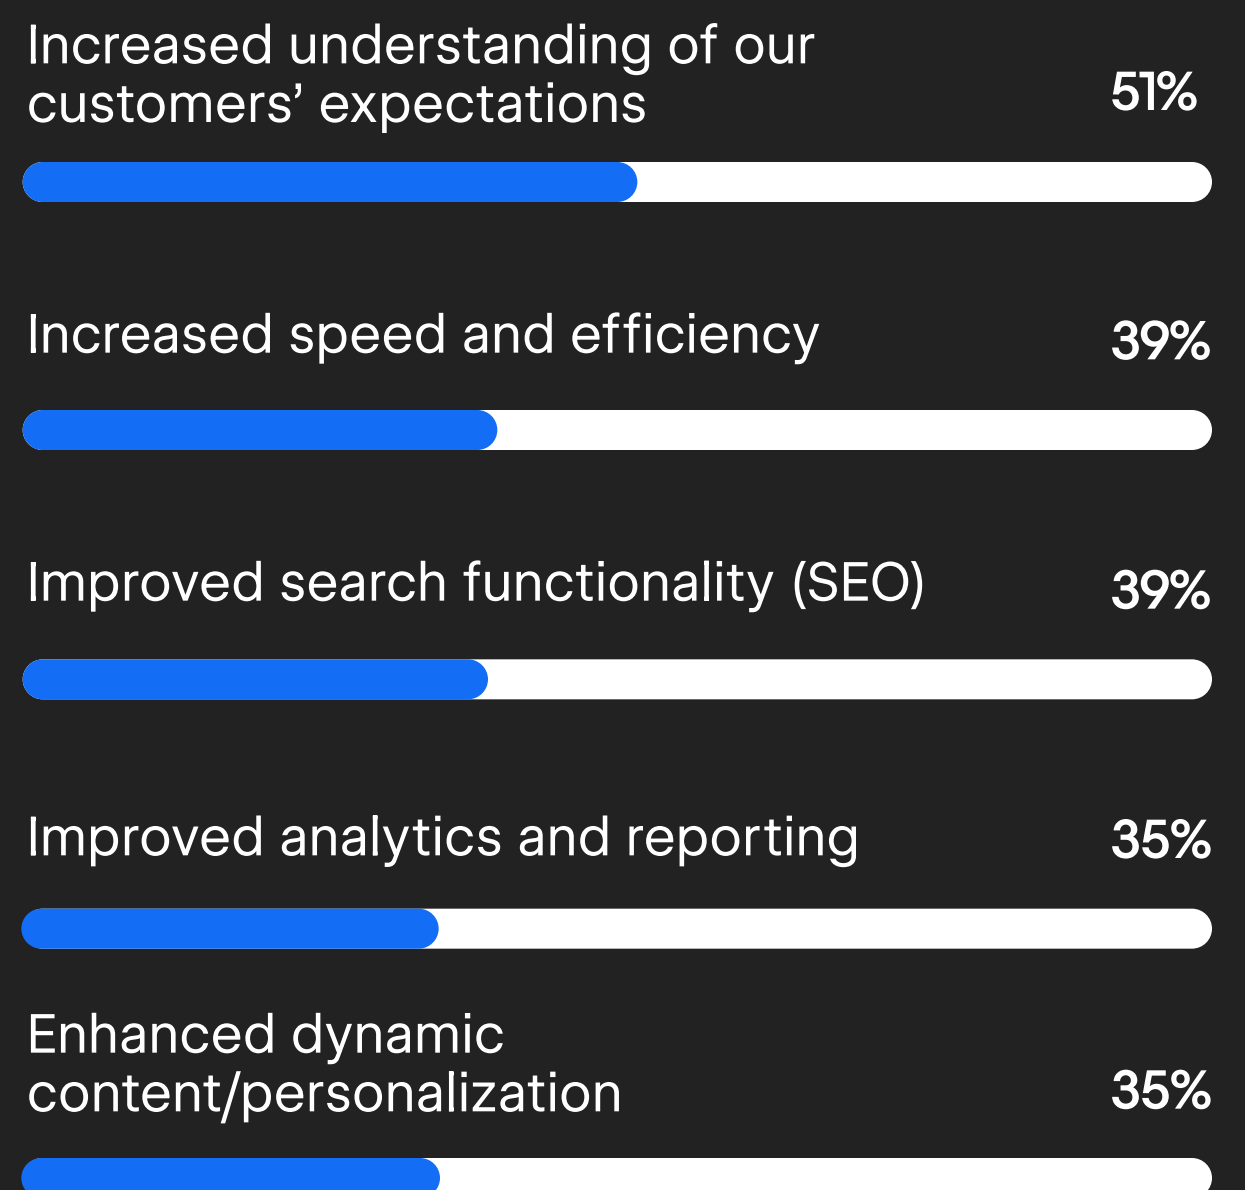 Increased understanding of our
customers’ expectations
51%
Increased speed and efficiency
39%
Improved search functionality (SEO)
39%
Improved analytics and reporting
35%
Enhanced dynamic
content/personalization
35%